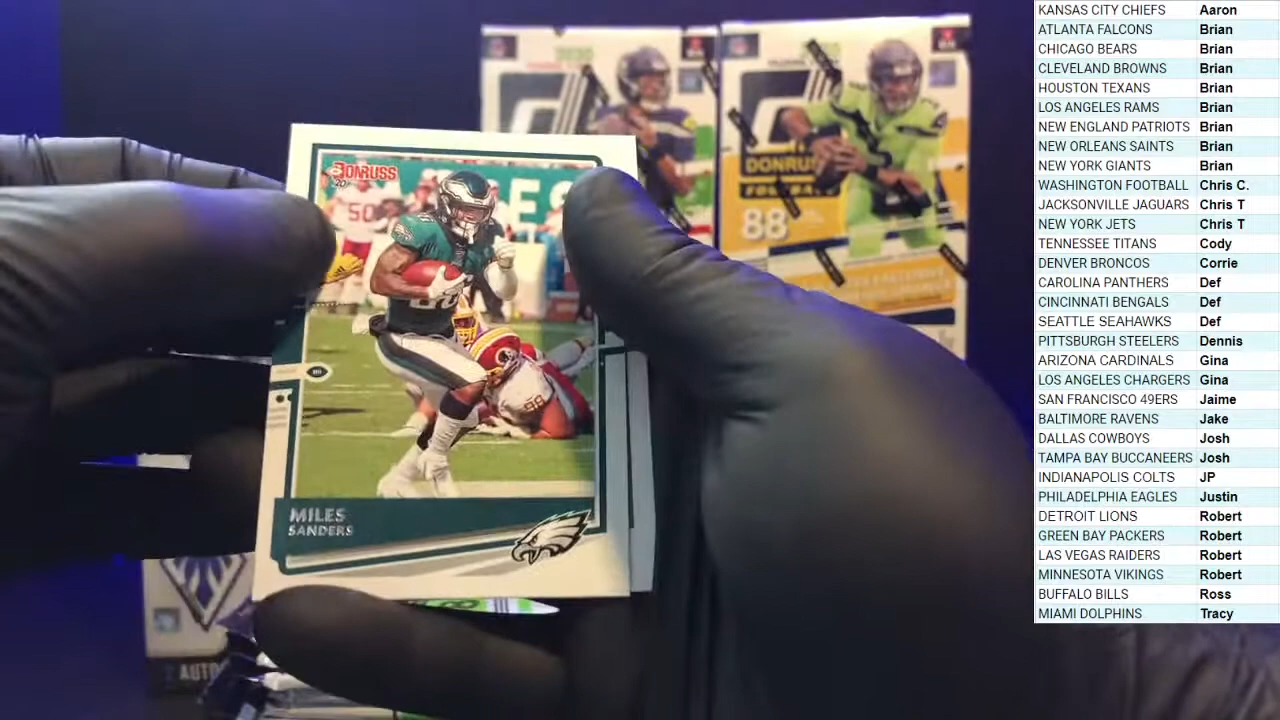 KANSAS CITY CHIEFS Aaron
ATLANTA FALCONS Brian
CHICAGO BEARS Brian
CLEVELAND BROWNS Brian
HOUSTON TEXANS Brian
LOS ANGELES RAMS Brian
NEW ENGLAND PATRIOTS Brian
NEW ORLEANS SAINTS Brian
NEW YORK GIANTS Brian
WASHINGTON FOOTBALL Chris C.
JACKSONVILLE JAGUARS Chris T
NEW YORK JETS Chris T
TENNESSEE TITANS Cody
DENVER BRONCOS Corrie
CAROLINA PANTHERS Def
CINCINNATI BENGALS Def
SEATTLE SEAHAWKS Def
PITTSBURGH STEELERS Dennis
ARIZONA CARDINALS Gina
LOS ANGELES CHARGERS Gina
SAN FRANCISCO 49ERS Jaime
BALTIMORE RAVENS Jake
DALLAS COWBOYS Josh
TAMPA BAY BUCCANEERS Josh
INDIANAPOLIS COLTS JP
PHILADELPHIA EAGLES Justin
DETROIT LIONS Robert
GREEN BAY PACKERS Robert
LAS VEGAS RAIDERS Robert
MINNESOTA VIKINGS Robert
BUFFALO BILLS Ross
MIAMI DOLPHINS Tracy
DONRUSS
50
MILES
SANDERS
98
88
AUTO